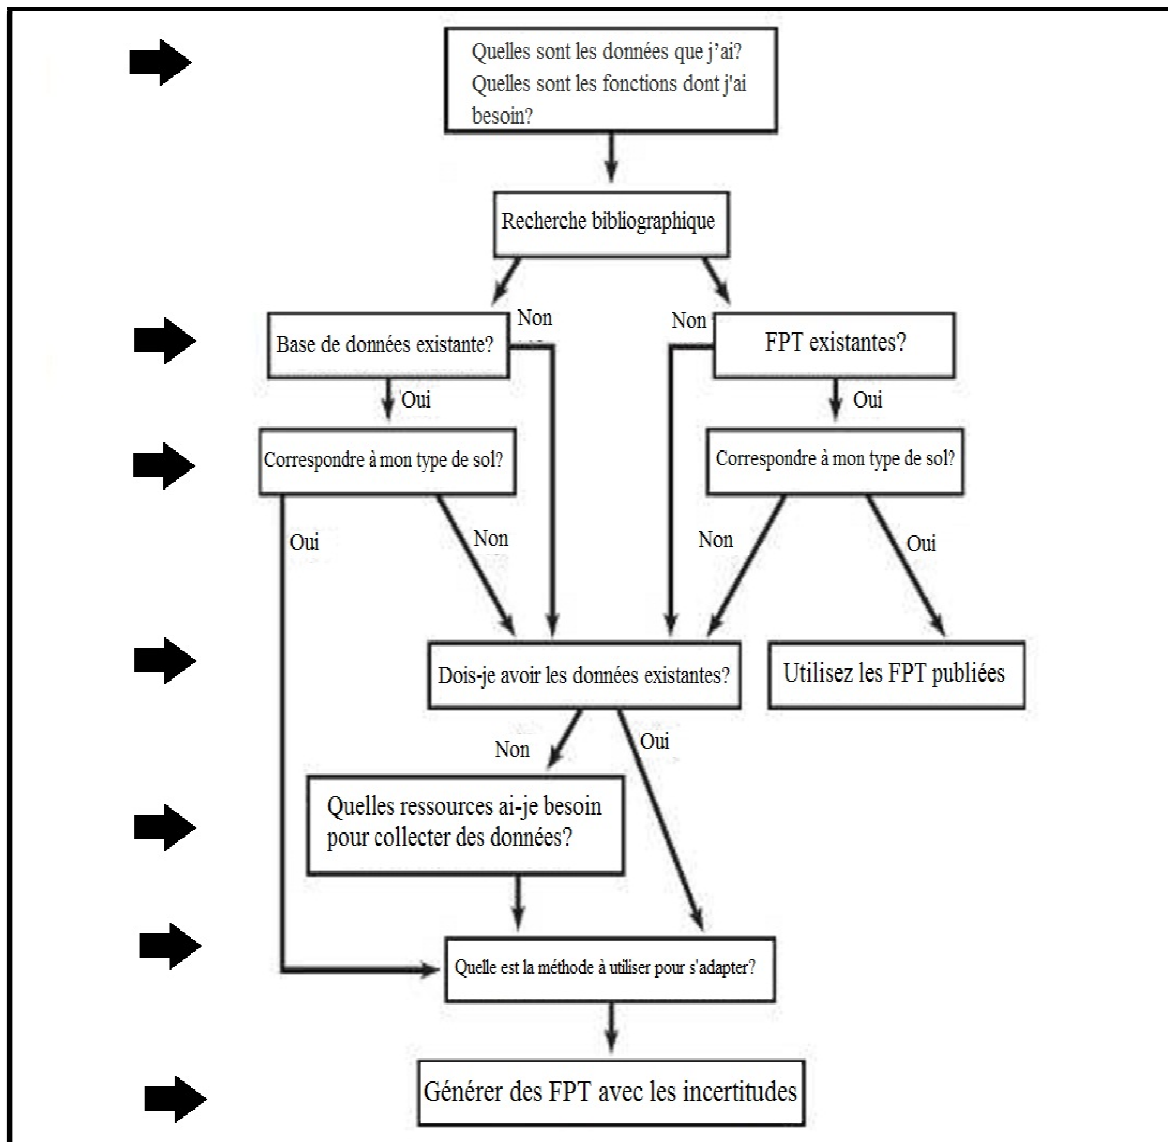 Quelles sont les données que j'ai?
Quelles sont les fonctions dont j'ai
besoin?
Recherche bibliographique
Non
Non
Base de données existante?
FPT existantes?
Oui
Oui
Correspondre à mon type de sol?
Correspondre à mon type de sol?
Oui
Non
Non
Oui
Dois-je avoir les données existantes?
Utilisez les FPT publiées
Non
Oui
Quelles ressources ai-je besoin
pour collecter des données?
Quelle est la méthode à utiliser pour s'adapter?
Générer des FPT avec les incertitudes